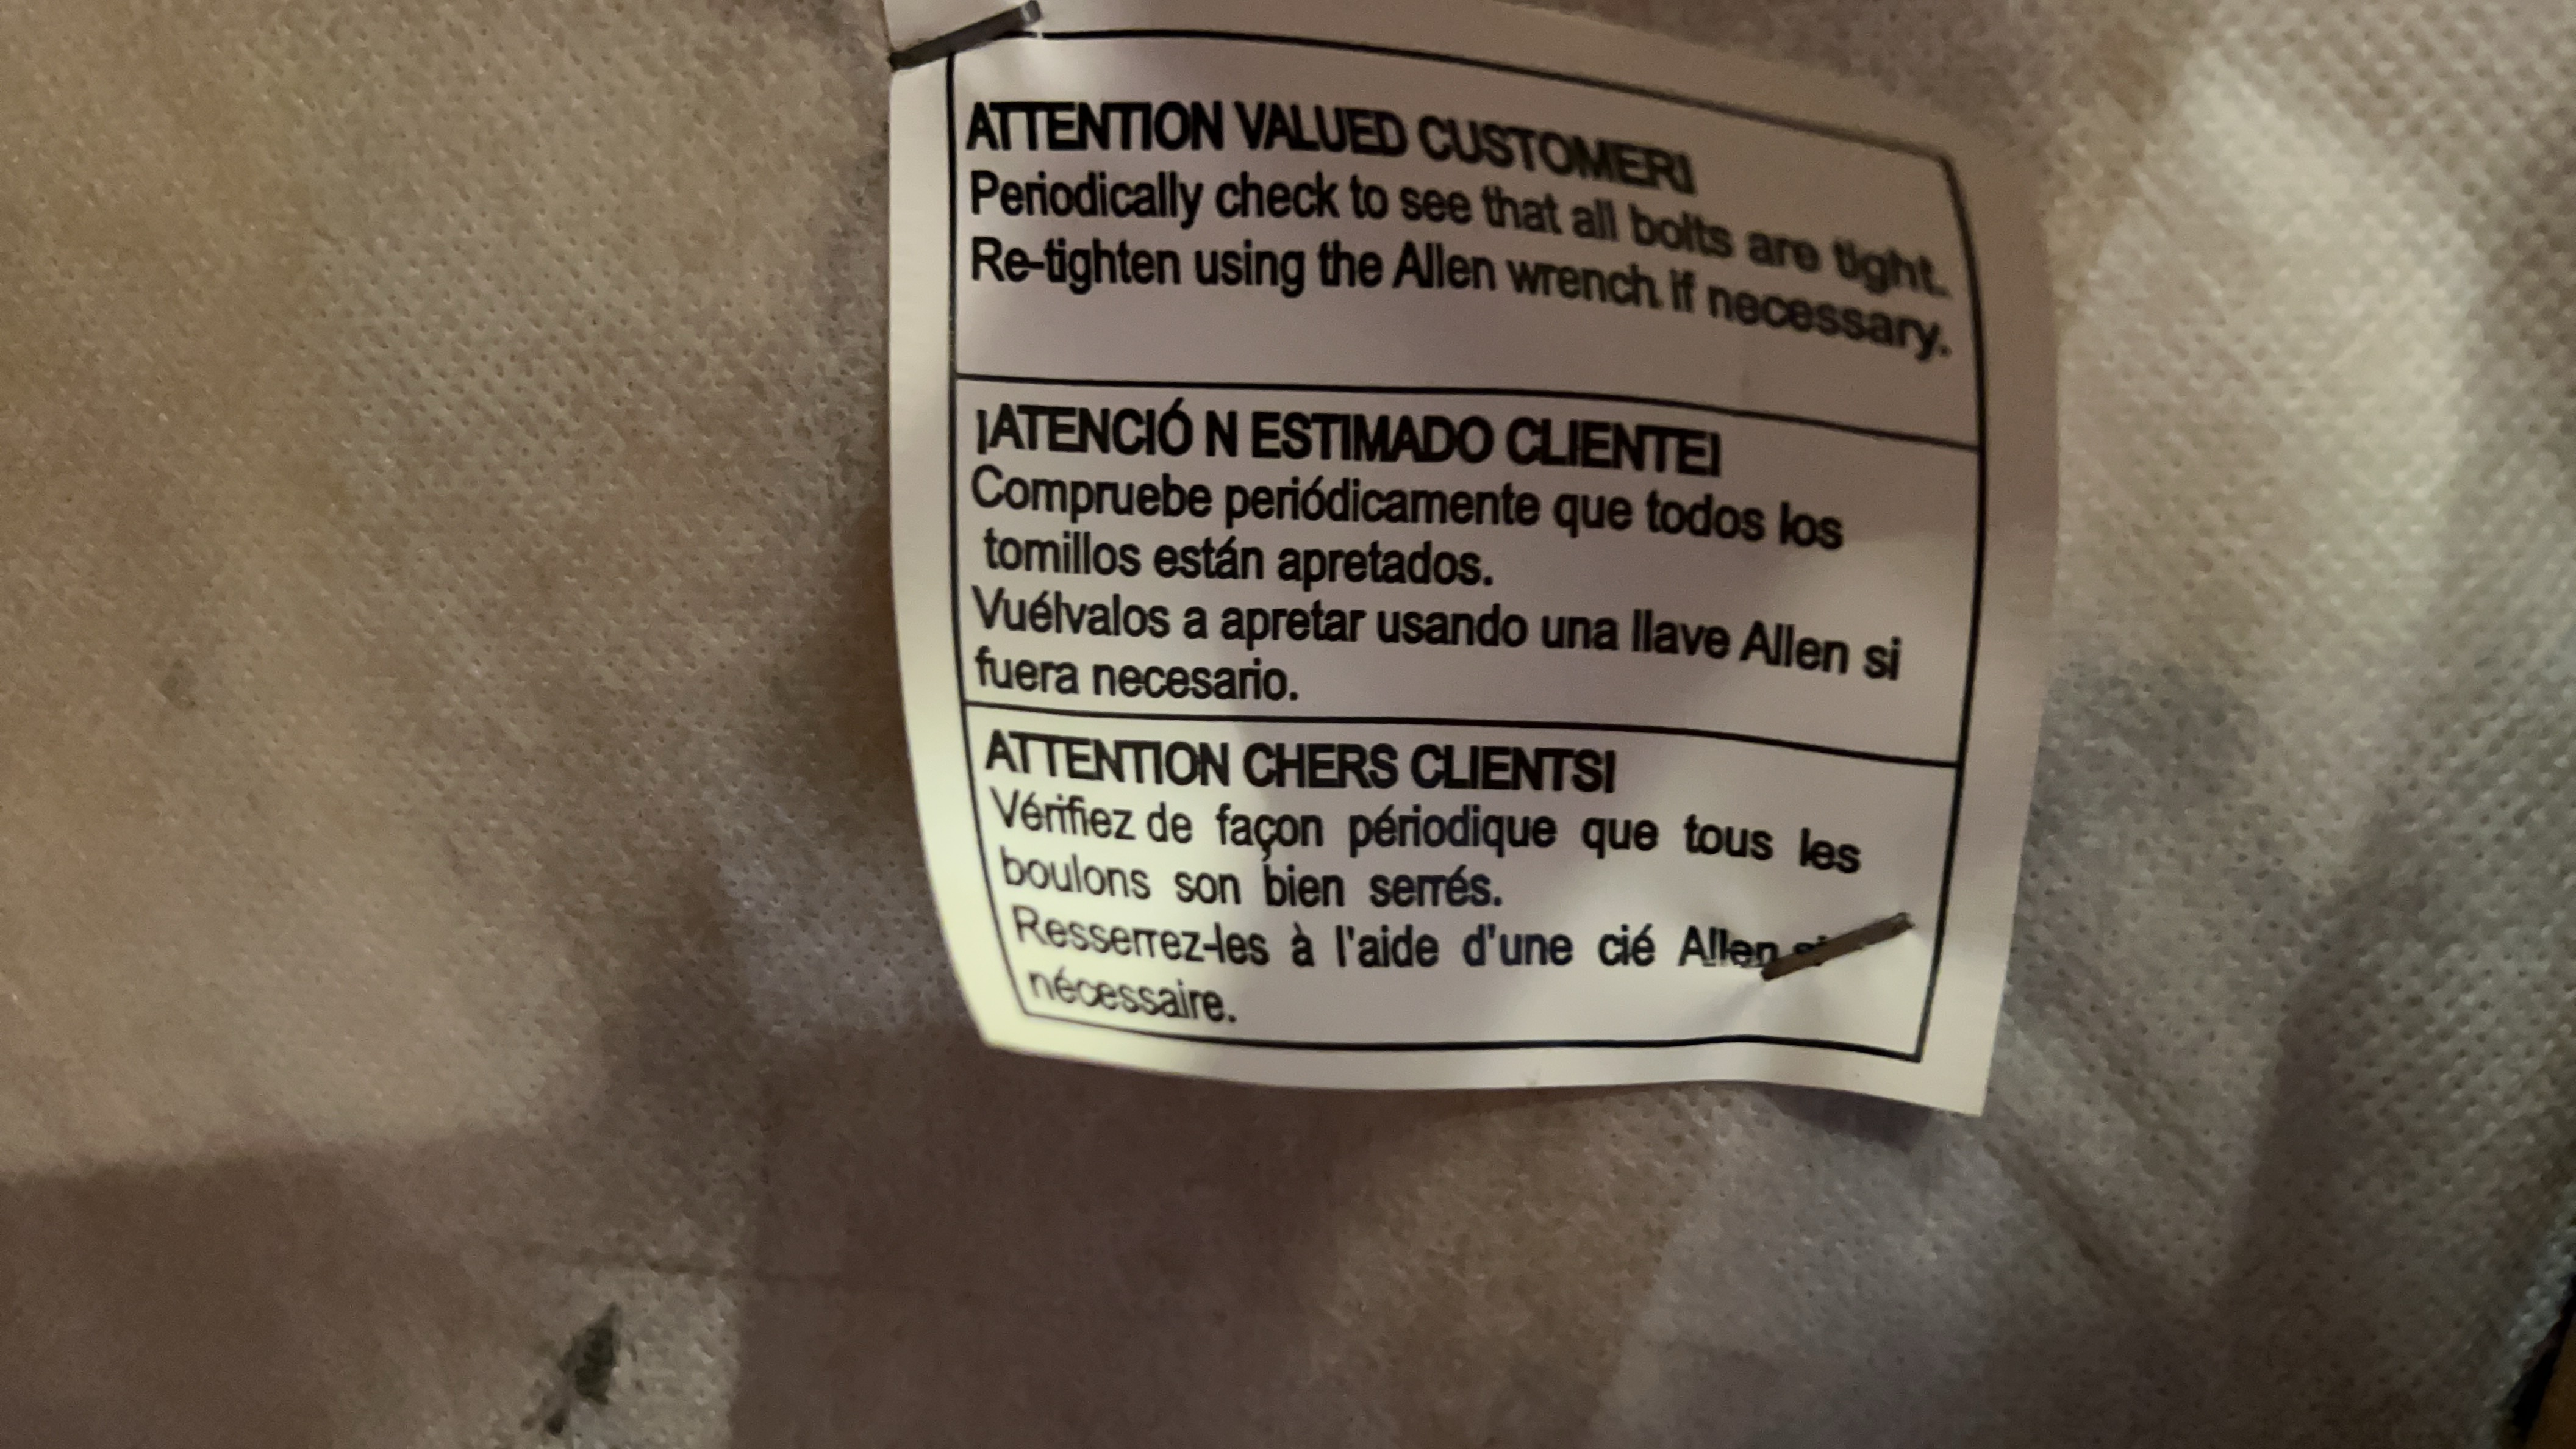 ATTENTION VALUED CUSTOMER!
Periodically check to see that all bolts are tight.
Re-tighten using the Allen wrench if necessary.
¡ATENCIÓ N ESTIMADO CLIENTE!
Compruebe periódicamente que todos los
tomillos están apretados.
Vuélvalos a apretar usando una llave Allen si
fuera necesario.
ATTENTION CHERS CLIENTS!
Vérifiez de façon périodique que tous les
boulons son bien serrés.
Resserrez-les à l'aide d'une cié Allen si
nécessaire.